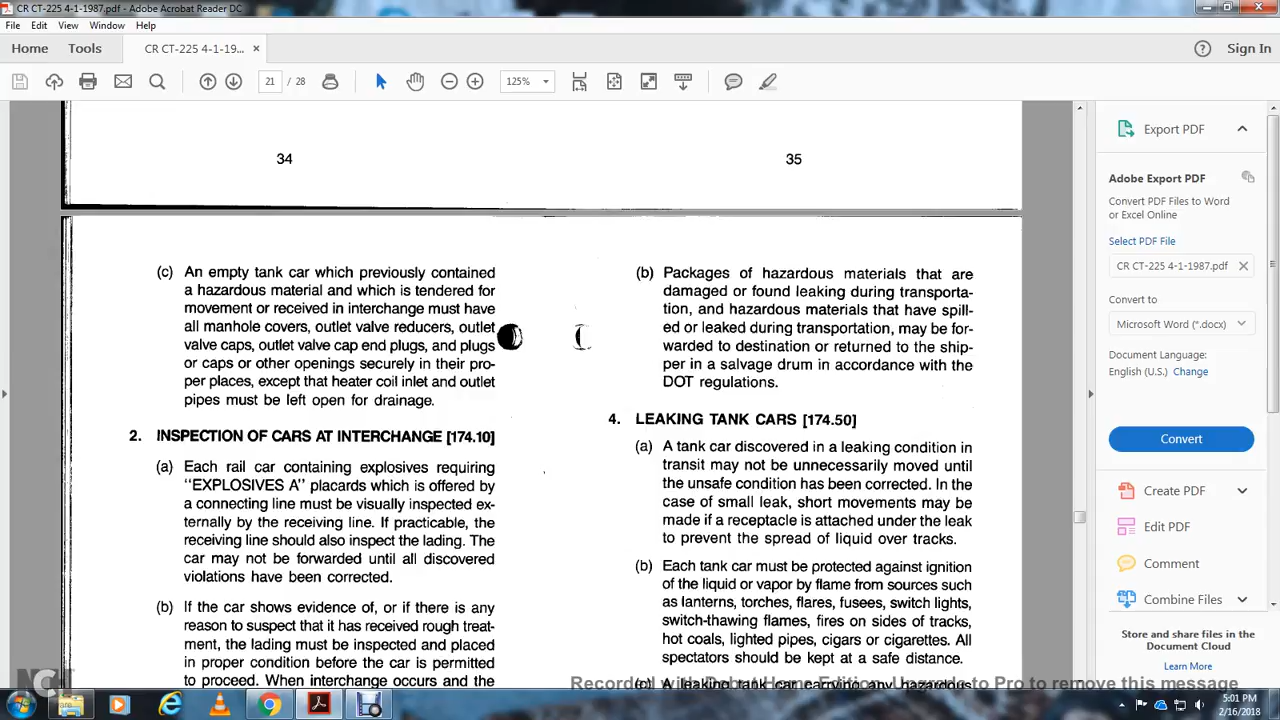 CR CT-225 4-1-1987.pdf - Adobe Acrobat Reader DC
File Edit View Window Help
Home Tools CR CT-225 4-1-19... × Sign In
21 / 28 125%
34
35
(c) An empty tank car which previously contained
a hazardous material and which is tendered for
movement or received in interchange must have
all manhole covers, outlet valve reducers, outlet
valve caps, outlet valve cap end plugs, and plugs
or caps or other openings securely in their pro-
per places, except that heater coil inlet and outlet
pipes must be left open for drainage.
2. INSPECTION OF CARS AT INTERCHANGE [174.10]
(a) Each rail car containing explosives requiring
"EXPLOSIVES A" placards which is offered by
a connecting line must be visually inspected ex-
ternally by the receiving line. If practicable, the
receiving line should also inspect the lading. The
car may not be forwarded until all discovered
violations have been corrected.
(b) If the car shows evidence of, or if there is any
reason to suspect that it has received rough treat-
ment, the lading must be inspected and placed
in proper condition before the car is permitted
to proceed. When interchange occurs and the
(b) Packages of hazardous materials that are
damaged or found leaking during transporta-
tion, and hazardous materials that have spill-
ed or leaked during transportation, may be for-
warded to destination or returned to the ship-
per in a salvage drum in accordance with the
DOT regulations.
4. LEAKING TANK CARS [174.50]
(a) A tank car discovered in a leaking condition in
transit may not be unnecessarily moved until
the unsafe condition has been corrected. In the
case of small leak, short movements may be
made if a receptacle is attached under the leak
to prevent the spread of liquid over tracks.
(b) Each tank car must be protected against ignition
of the liquid or vapor by flame from sources such
as lanterns, torches, flares, fusees, switch lights,
switch-thawing flames, fires on sides of tracks,
hot coals, lighted pipes, cigars or cigarettes. All
spectators should be kept at a safe distance.
(c) A leaking tank car carrying any hazardous
Export PDF
Adobe Export PDF
Convert PDF Files to Word
or Excel Online
Select PDF File
CR CT-225 4-1-1987.pdf
Convert to
Microsoft Word (*.docx)
Document Language:
English (U.S.) Change
Convert
Create PDF
Edit PDF
Comment
Combine Files
Store and share files in the
Document Cloud
Learn More
Recorded with Home Edition. Upgrade to Pro to remove this message
5:01 PM
2/16/2018